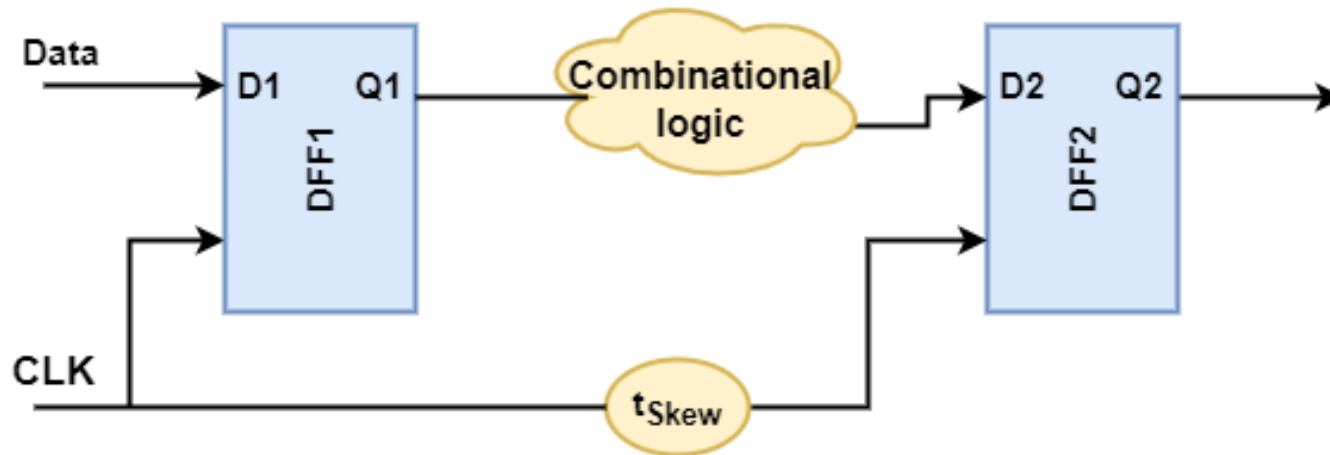 Data
D1
Q1
DFF1
Combinational
logic
D2
Q2
DFF2
CLK
tSkew